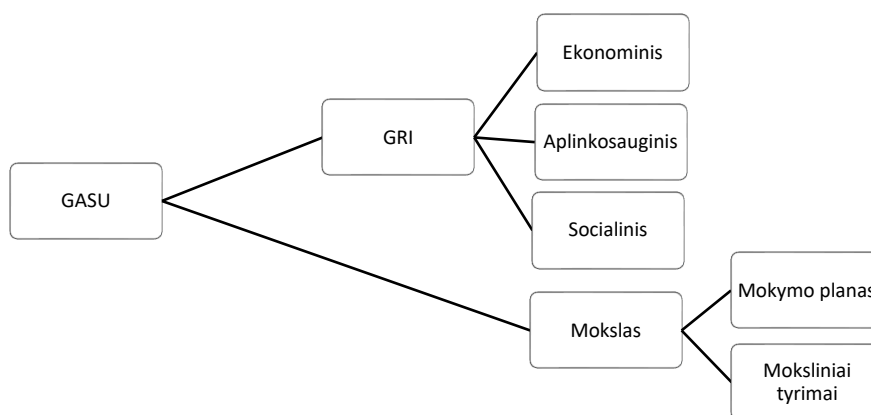 Ekonominis
GRI
Aplinkosauginis
GASU
Socialinis
Mokslas
Mokymo planas
Moksliniai
tyrimai